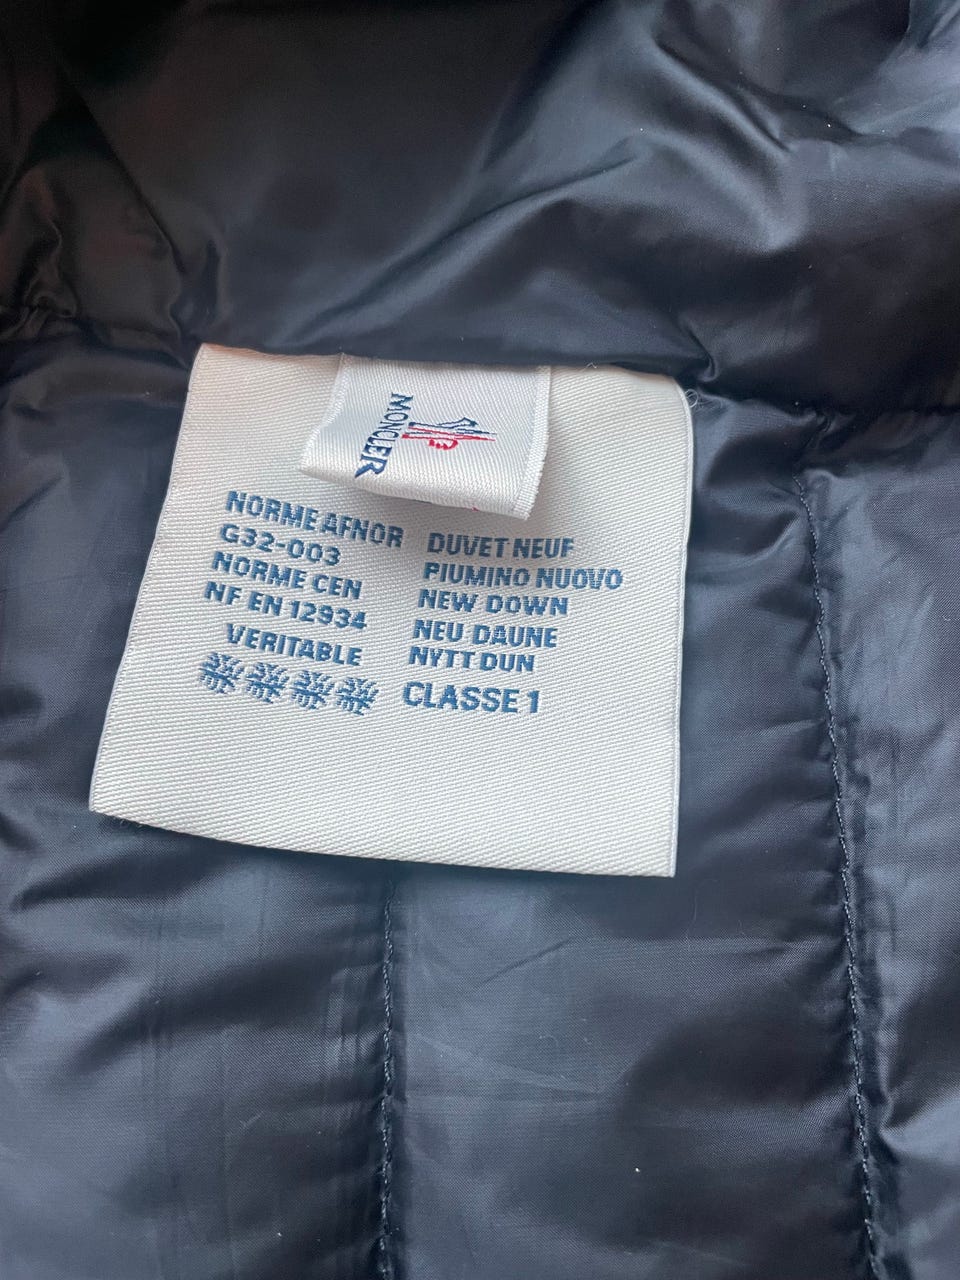 MONCLER
NORME AFNOR
G32-003
NORME CEN
NF EN 12934
VERITABLE
DUVET NEUF
PIUMINO NUOVO
NEW DOWN
NEU DAUNE
NYTT DUN
CLASSE 1